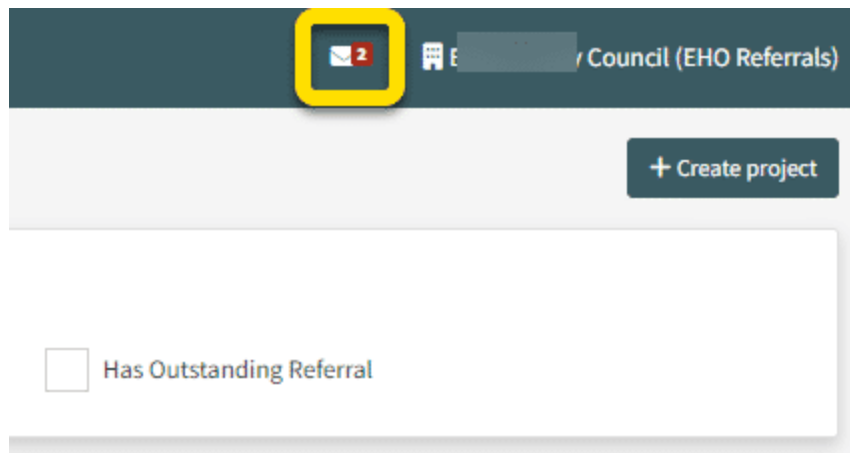 2
Council (EHO Referrals)
+ Create project
Has Outstanding Referral